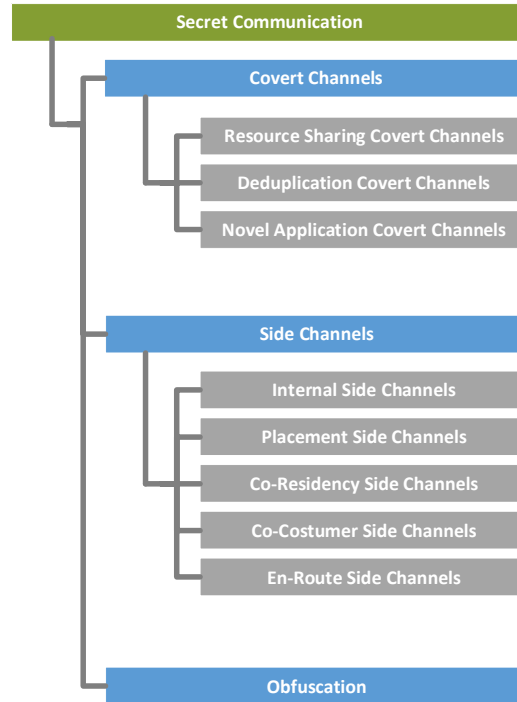 Secret Communication
Covert Channels
Resource Sharing Covert Channels
Deduplication Covert Channels
Novel Application Covert Channels
Side Channels
Internal Side Channels
Placement Side Channels
Co-Residency Side Channels
Co-Costumer Side Channels
En-Route Side Channels
Obfuscation